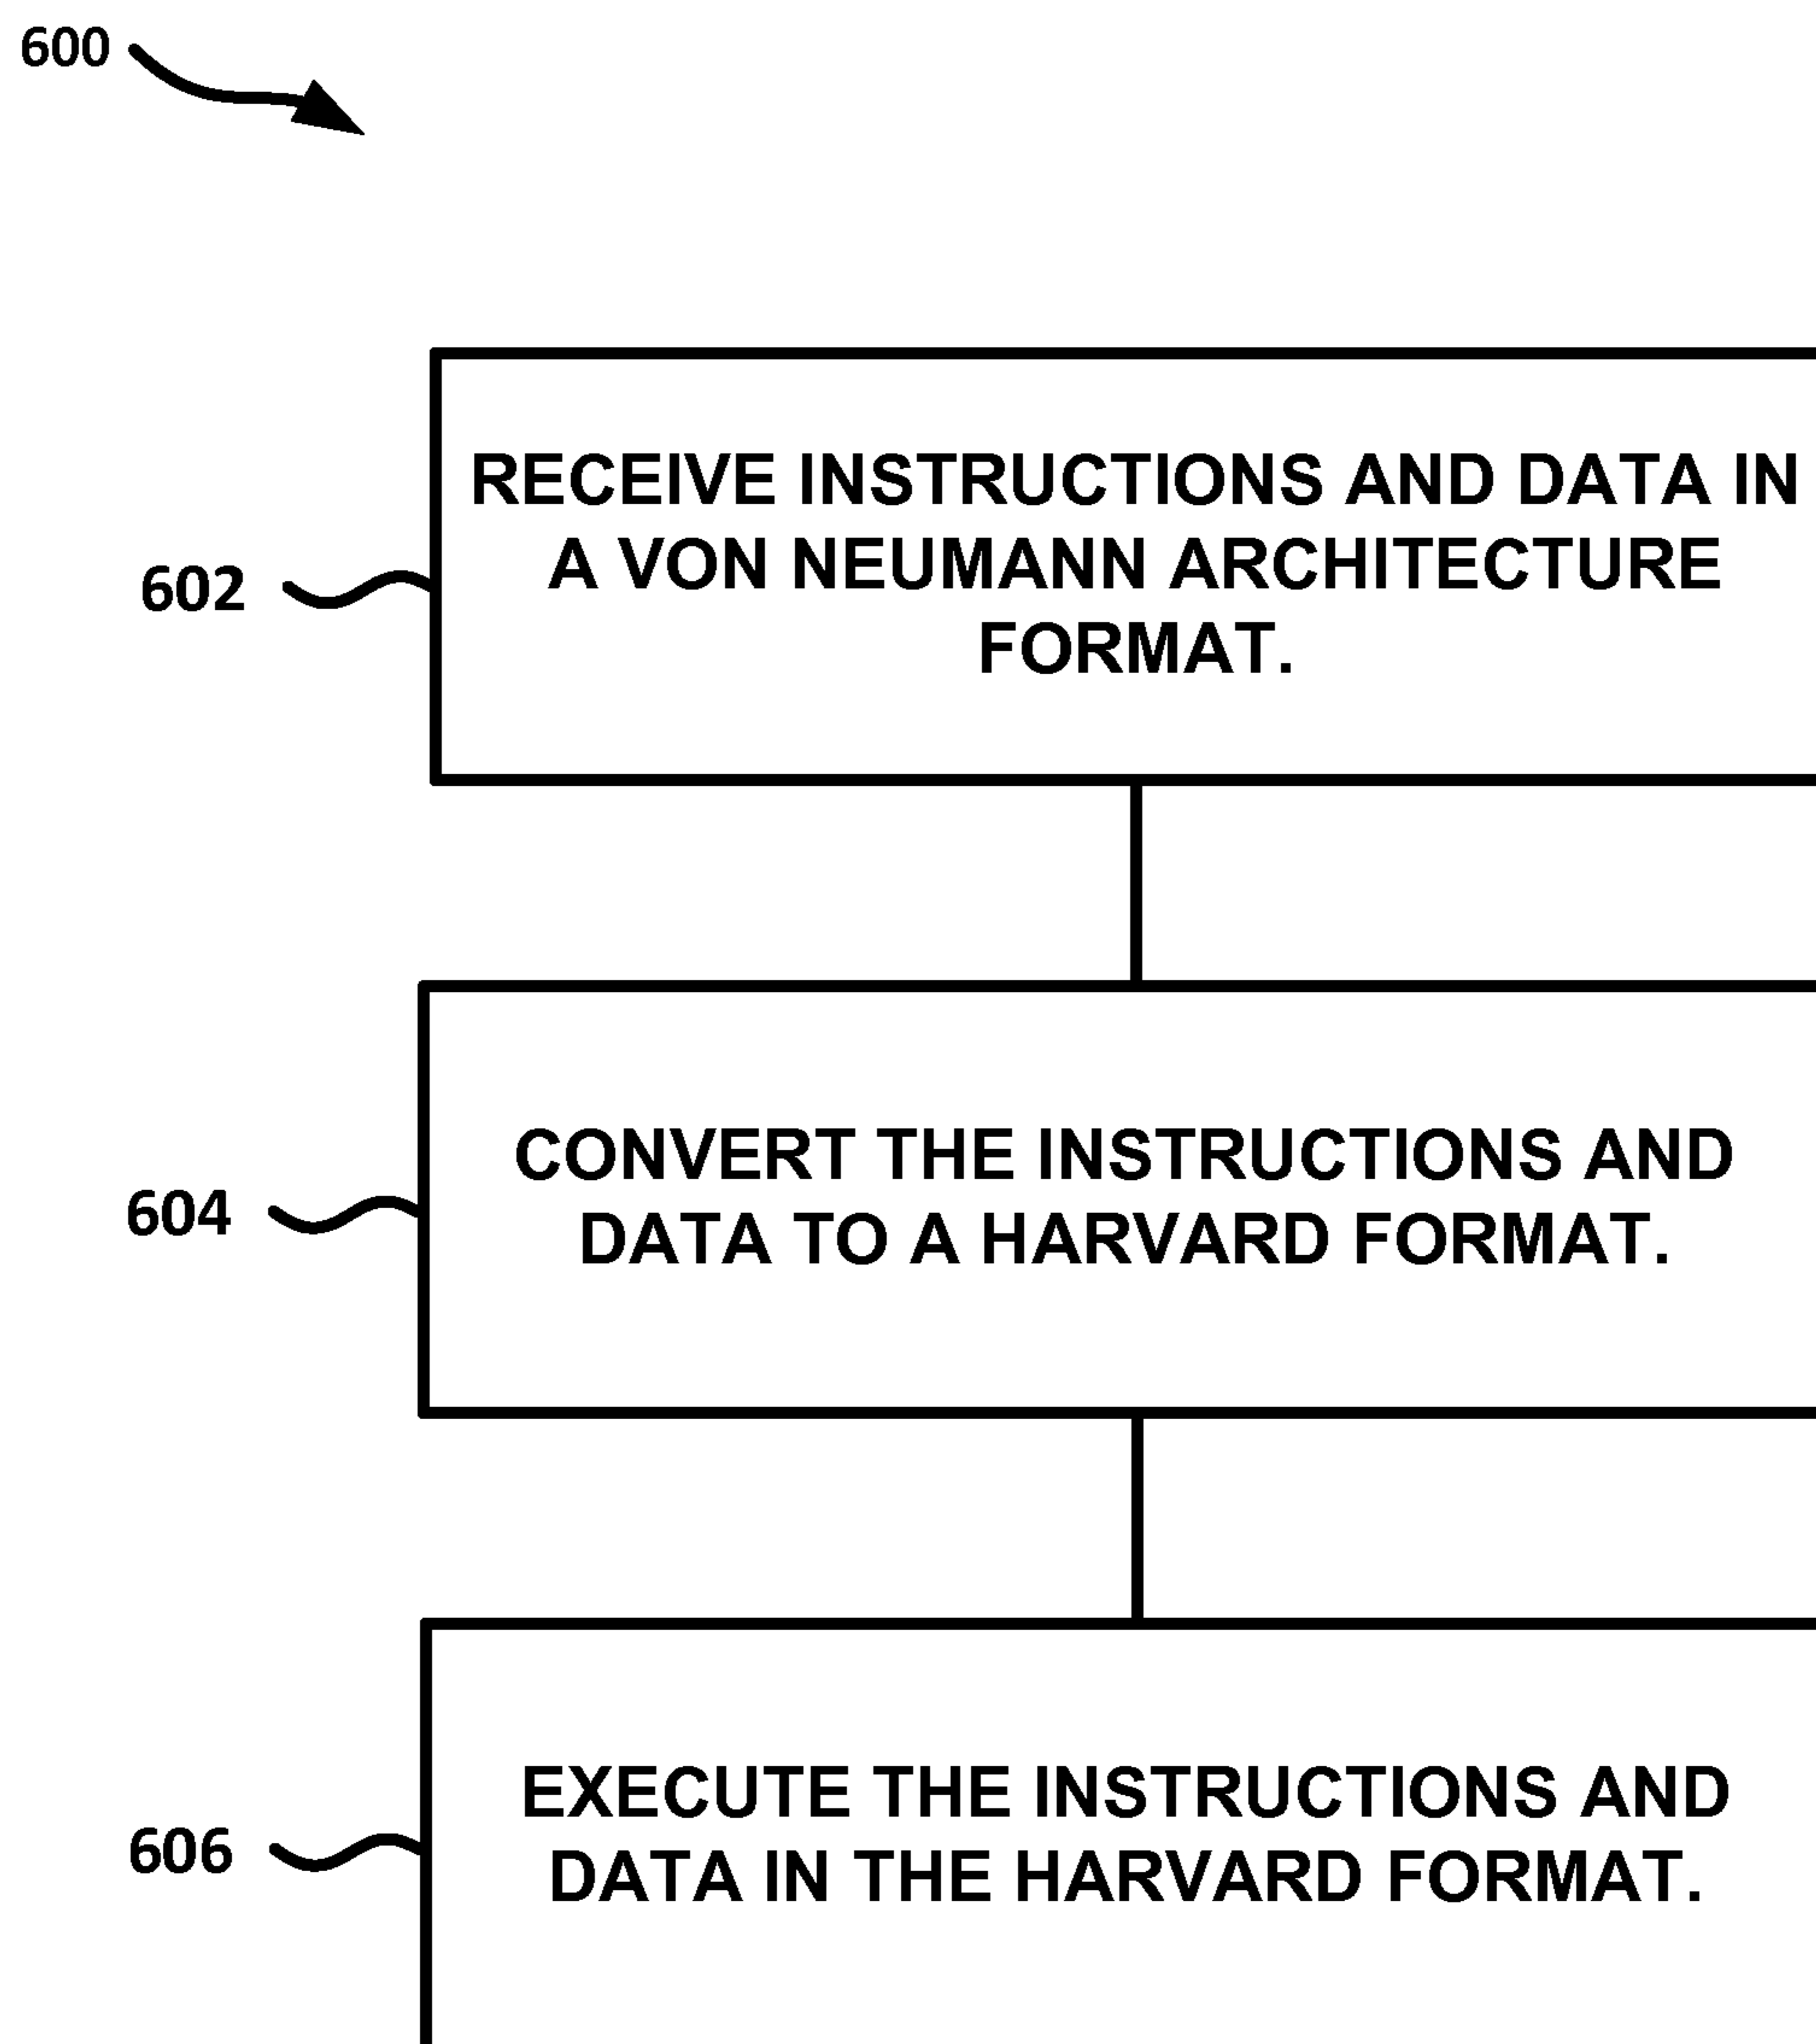 600
RECEIVE INSTRUCTIONS AND DATA IN
A VON NEUMANN ARCHITECTURE
602
FORMAT.
CONVERT THE INSTRUCTIONS AND
604
DATA TO A HARVARD FORMAT.
EXECUTE THE INSTRUCTIONS AND
606
DATA IN THE HARVARD FORMAT.